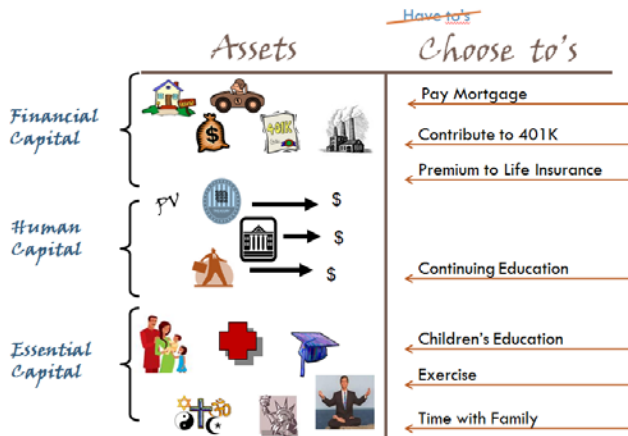 Have to's
Assets
Choose to's
Financial
Capital
Pay Mortgage
401K
Contribute to 401K
Premium to Life Insurance
Human
Capital
PV
$
$
$
Continuing Education
Essential
Capital
Children's Education
Exercise
Time with Family